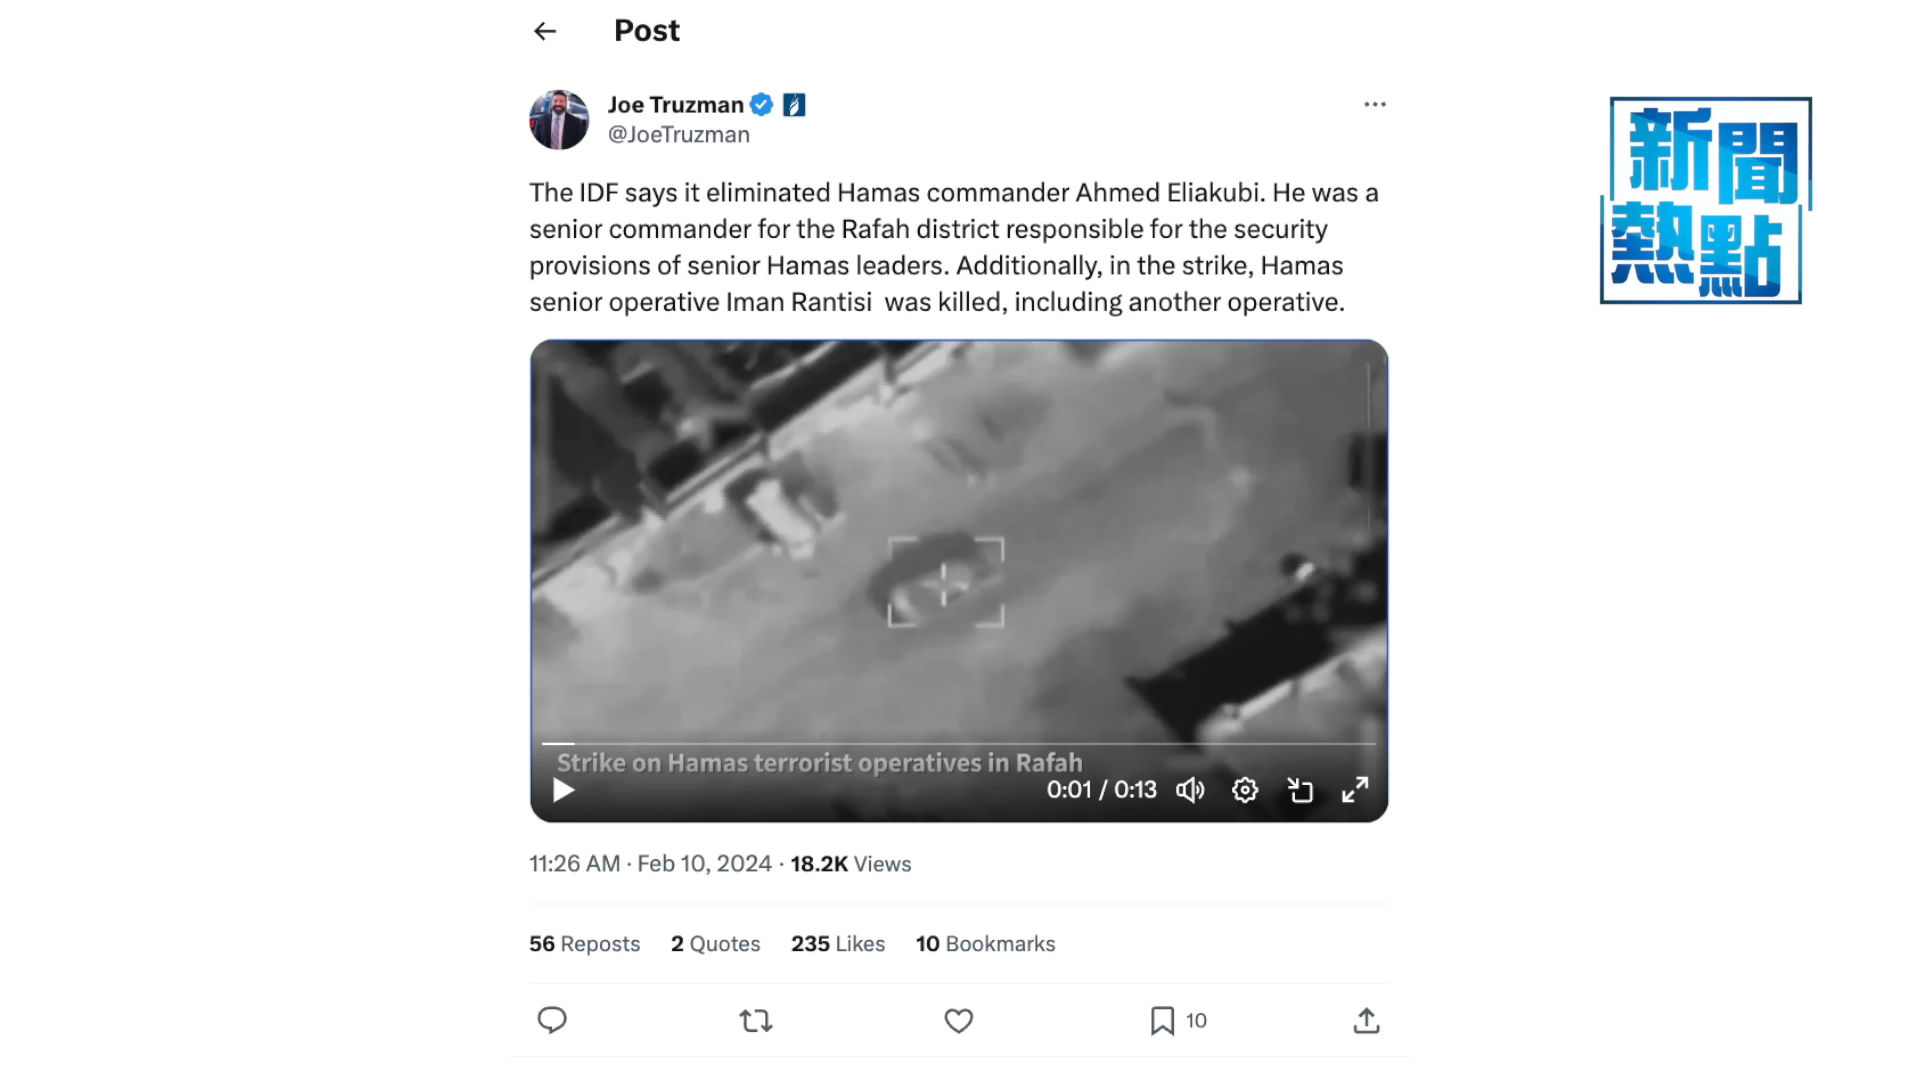 Post
Joe Truzman
@JoeTruzman
The IDF says it eliminated Hamas commander Ahmed Eliakubi. He was a
senior commander for the Rafah district responsible for the security
provisions of senior Hamas leaders. Additionally, in the strike, Hamas
senior operative Iman Rantisi  was killed, including another operative.
Strike on Hamas terrorist operatives in Rafah
0:01 / 0:13
11:26 AM · Feb 10, 2024 · 18.2K Views
56 Reposts 2 Quotes 235 Likes 10 Bookmarks
10
新聞
熱點